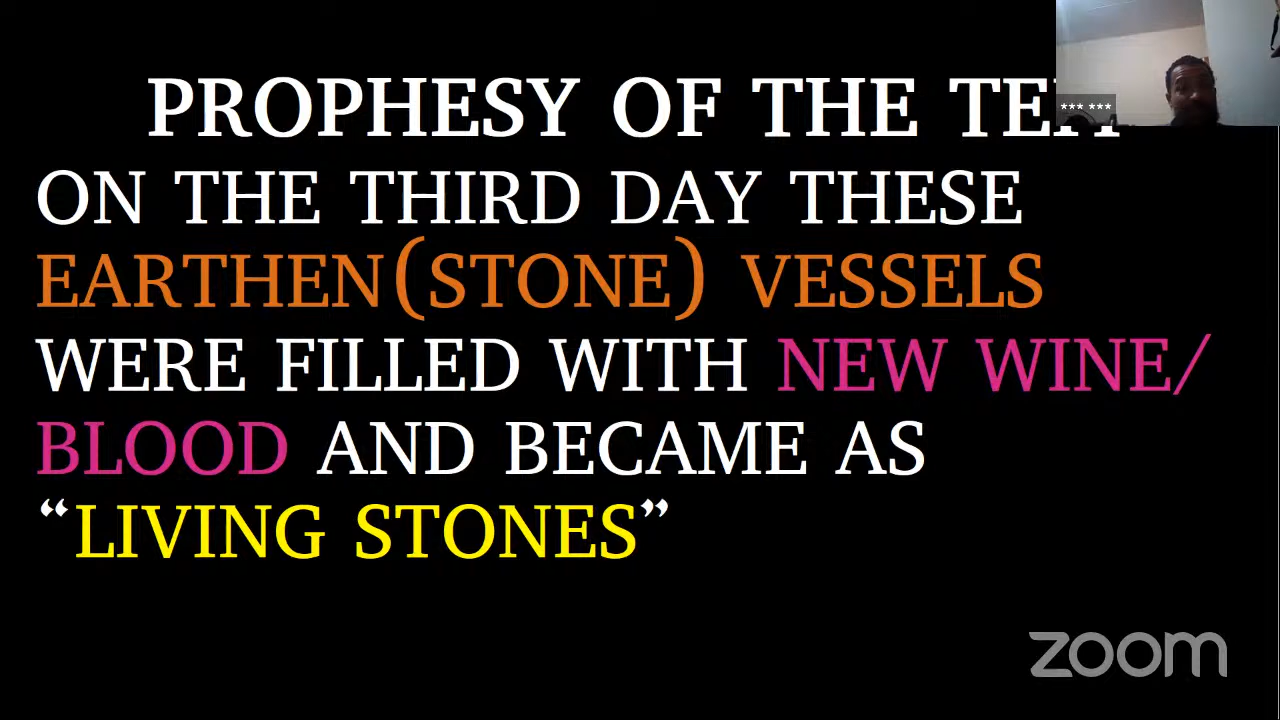 PROPHESY OF THE
*** ***
ON THE THIRD DAY THESE
EARTHEN(STONE) VESSELS
WERE FILLED WITH NEW WINE/
BLOOD AND BECAME AS
“LIVING STONES”
zoom